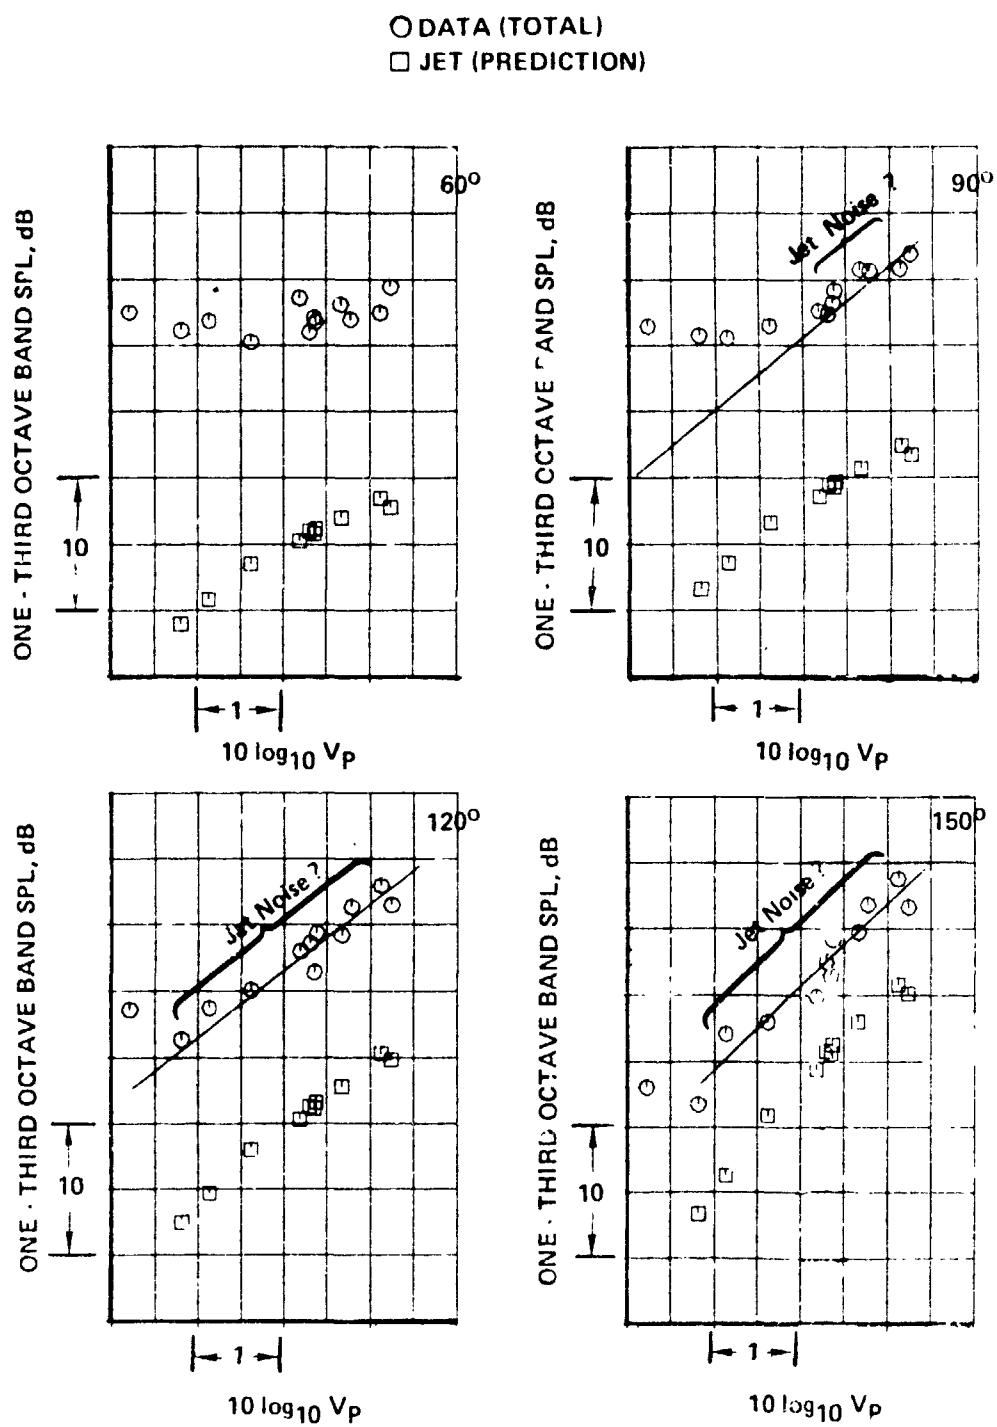 DATA (TOTAL)
JET (PREDICTION)
60°
ONE - THIRD OCTAVE BAND SPL, dB
10
1
10 log10 VP
Jet Noise ?
90°
ONE - THIRD OCTAVE BAND SPL, dB
10
1
10 log10 VP
120°
Jet Noise ?
ONE - THIRD OCTAVE BAND SPL, dB
10
1
10 log10 VP
150°
Jet Noise ?
ONE - THIRD OCTAVE BAND SPL, dB
10
1
10 log10 VP